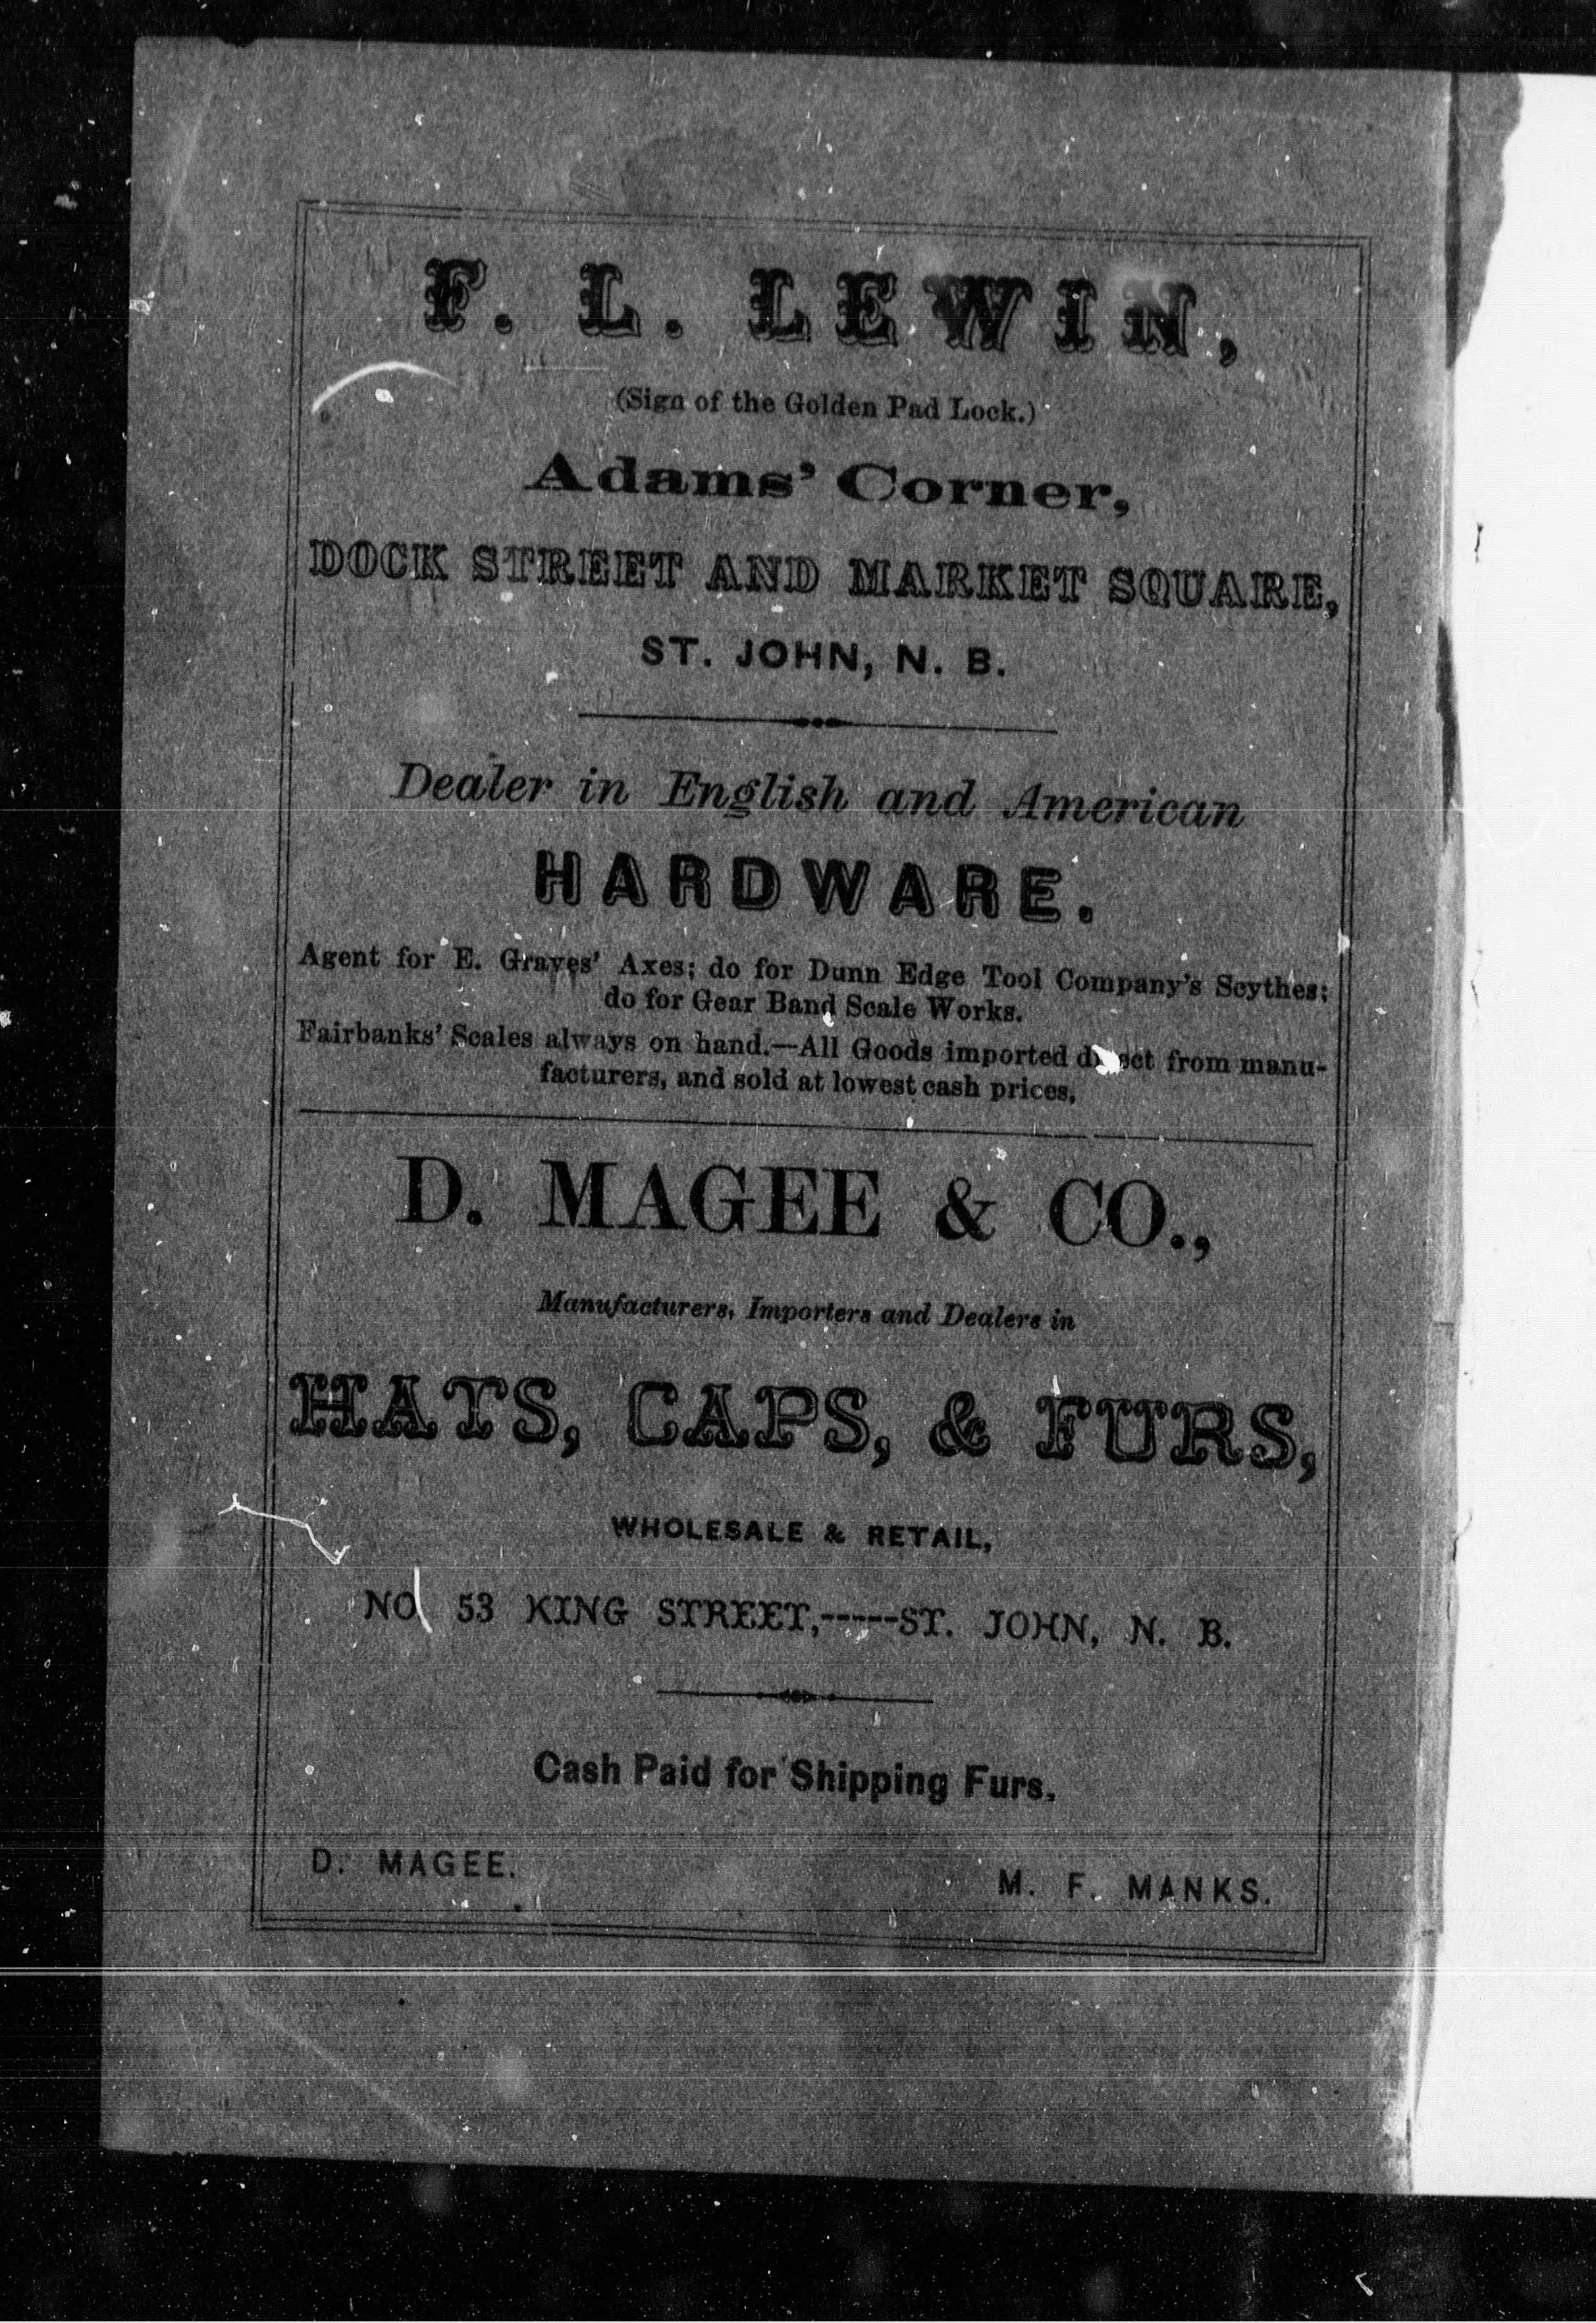 F. L. LEWIN,
(Sign of the Golden Pad Lock.)
Adams' Corner,
DOCK STREET AND MARKET SQUARE,
ST. JOHN, N. B.
Dealer in English and American
HARDWARE.
Agent for E. Graves' Axes; do for Dunn Edge Tool Company's Scythes;
do for Gear Band Scale Works.
Fairbanks' Scales always on hand.—All Goods imported direct from manu-
facturers, and sold at lowest cash prices,
D. MAGEE & CO.,
Manufacturers, Importers and Dealers in
HATS, CAPS, & FURS,
WHOLESALE & RETAIL,
NO 53 KING STREET,-----ST. JOHN, N. B.
Cash Paid for Shipping Furs.
D. MAGEE.
M. F. MANKS.